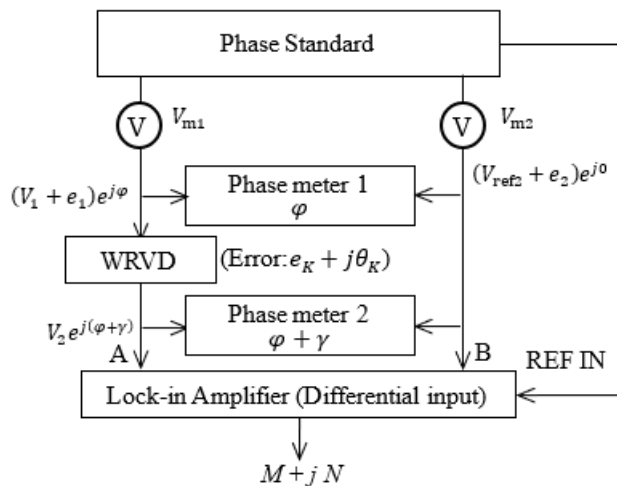 Phase Standard
V
V_m1
V
V_m2
(V_1 + e_1)e^{jφ}
Phase meter 1
φ
(V_ref2 + e_2)e^{j0}
WRVD
(Error: e_K + jθ_K)
V_2 e^{j(φ+γ)}
Phase meter 2
φ + γ
A
B
REF IN
Lock-in Amplifier (Differential input)
M + j N